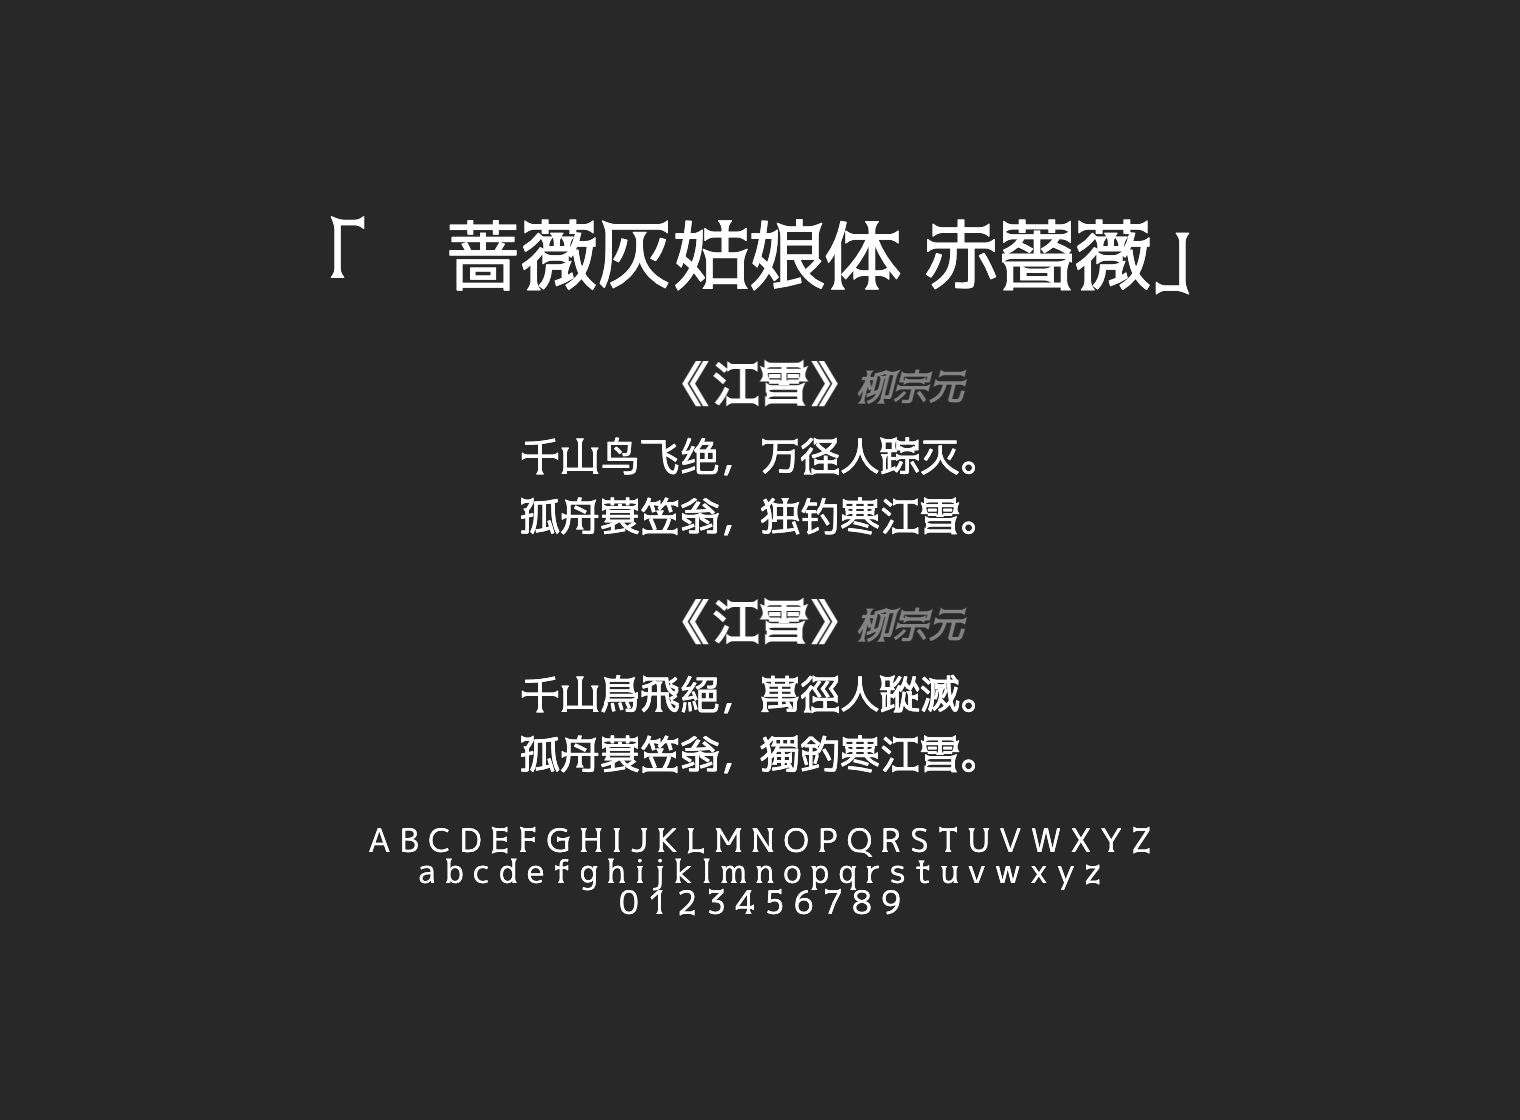 「　蔷薇灰姑娘体 赤薔薇」
《江雪》柳宗元
千山鸟飞绝，万径人踪灭。
孤舟蓑笠翁，独钓寒江雪。
《江雪》柳宗元
千山鳥飛絕，萬徑人蹤滅。
孤舟蓑笠翁，獨釣寒江雪。
A B C D E F G H I J K L M N O P Q R S T U V W X Y Z
a b c d e f g h i j k l m n o p q r s t u v w x y z
0 1 2 3 4 5 6 7 8 9